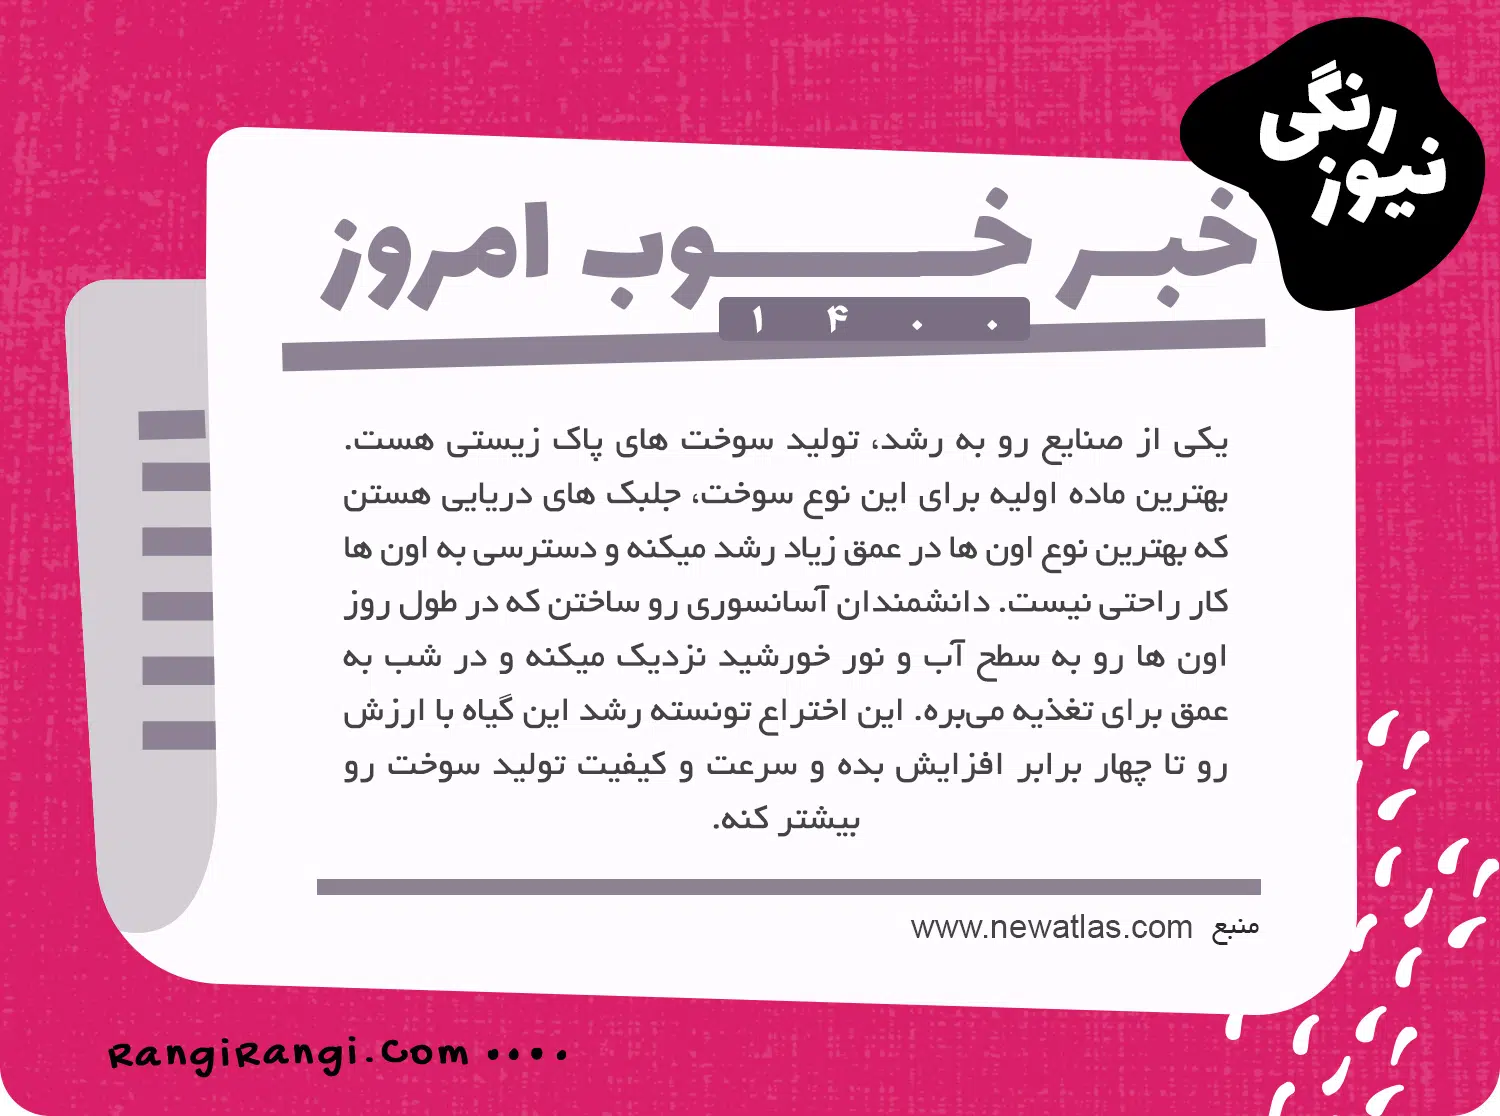 رنگی
نیوز
خبر خوب امروز
۱۴۰۰
یکی از صنایع رو به رشد، تولید سوخت های پاک زیستی هست.
بهترین ماده اولیه برای این نوع سوخت، جلبک های دریایی هستن
که بهترین نوع اون ها در عمق زیاد رشد میکنه و دسترسی به اون ها
کار راحتی نیست. دانشمندان آسانسوری رو ساختن که در طول روز
اون ها رو به سطح آب و نور خورشید نزدیک میکنه و در شب به
عمق برای تغذیه می‌بره. این اختراع تونسته رشد این گیاه با ارزش
رو تا چهار برابر افزایش بده و سرعت و کیفیت تولید سوخت رو
بیشتر کنه.
منبع www.newatlas.com
RangiRangi.Com ....